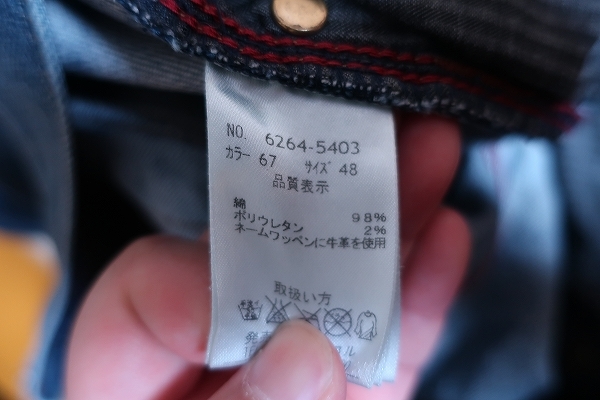 NO. 6264-5403
カラー 67 サイズ 48
品質表示
綿 98%
ポリウレタン 2%
ネームワッペンに牛革を使用
取扱い方